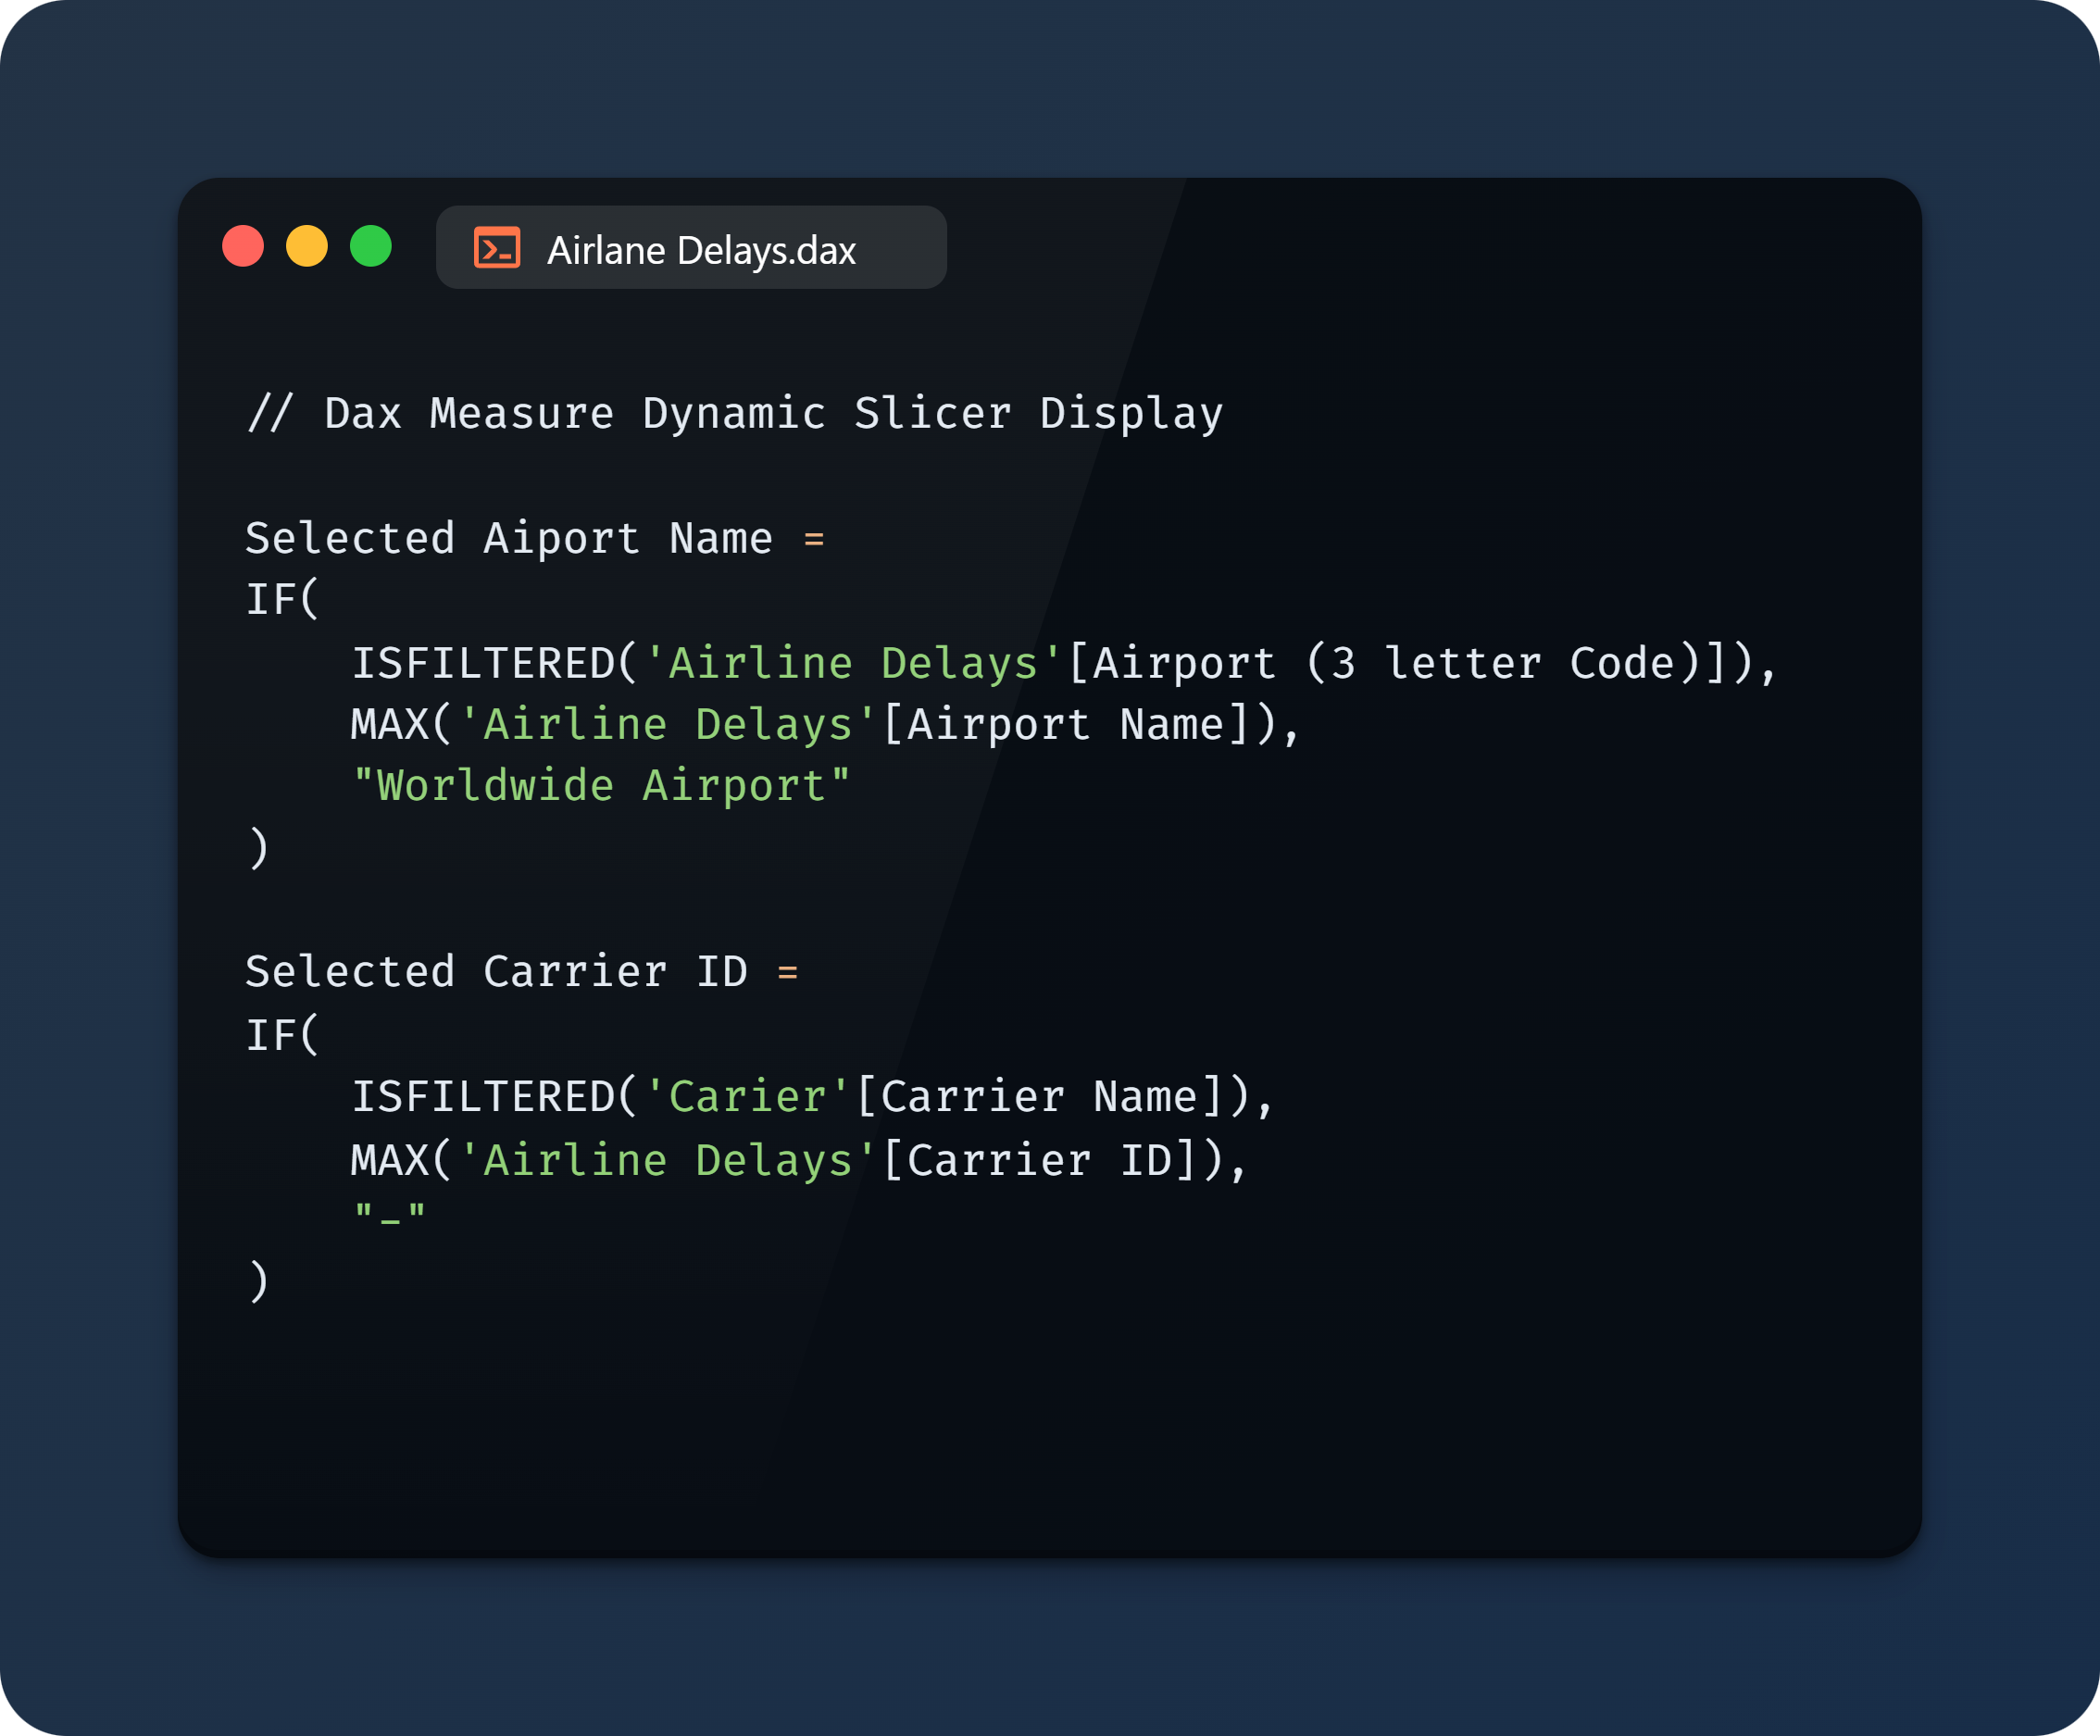 Airlane Delays.dax
// Dax Measure Dynamic Slicer Display
Selected Aiport Name =
IF(
    ISFILTERED('Airline Delays'[Airport (3 letter Code)]),
    MAX('Airline Delays'[Airport Name]),
    "Worldwide Airport"
)
Selected Carrier ID =
IF(
    ISFILTERED('Carier'[Carrier Name]),
    MAX('Airline Delays'[Carrier ID]),
    "-"
)